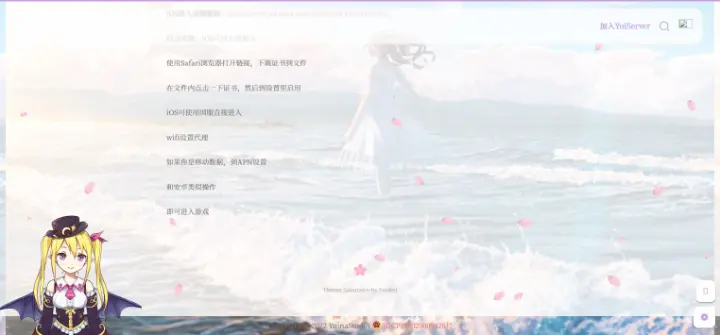 加入YuiServer
使用Safari浏览器打开链接，下载证书到文件
在文件内点击一下证书，然后到设置里启用
iOS可使用国服直接进入
wifi设置代理
如果你是移动数据，到APN设置
和安卓类似操作
即可进入游戏